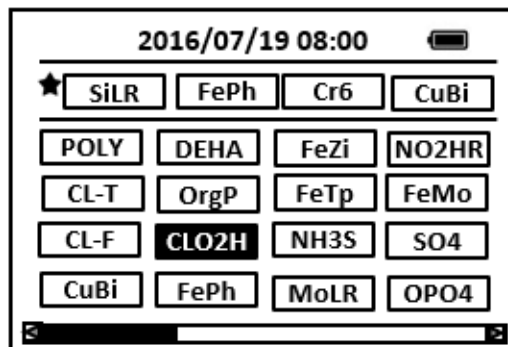 2016/07/19 08:00
SiLR FePh Cr6 CuBi
POLY DEHA FeZi NO2HR
CL-T OrgP FeTp FeMo
CL-F CLO2H NH3S SO4
CuBi FePh MoLR OPO4